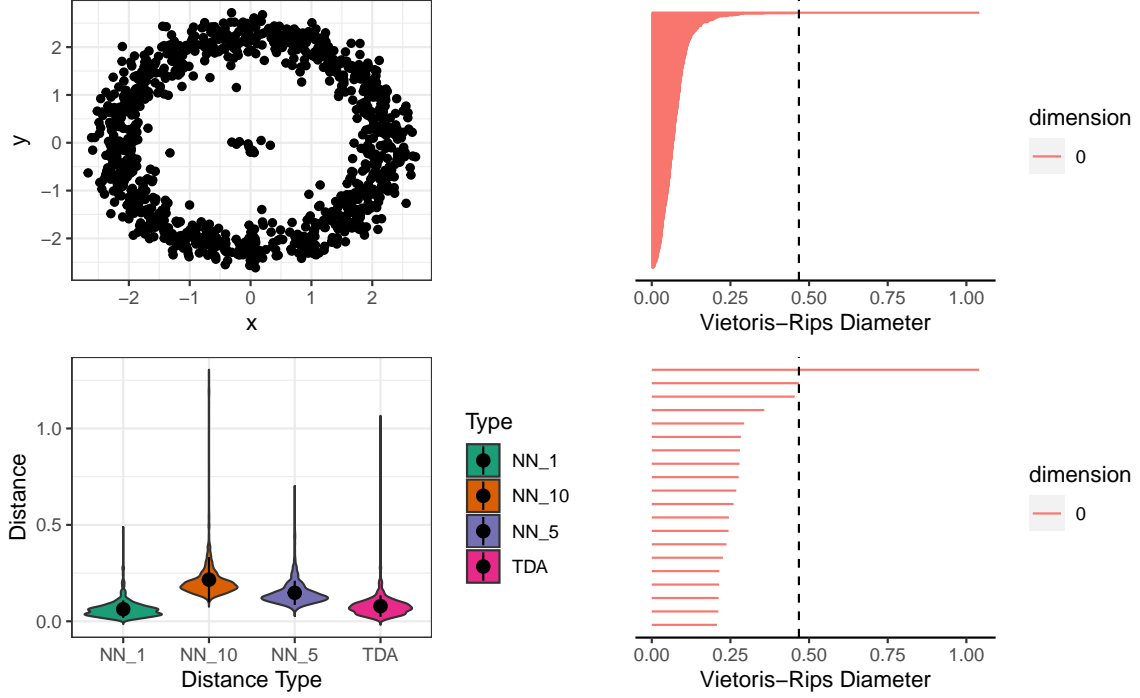 2
1
0
−1
−2
y
−2
−1
0
1
2
x
dimension
0
0.00
0.25
0.50
0.75
1.00
Vietoris−Rips Diameter
1.0
0.5
0.0
Distance
NN_1
NN_10
NN_5
TDA
Distance Type
Type
NN_1
NN_10
NN_5
TDA
dimension
0
0.00
0.25
0.50
0.75
1.00
Vietoris−Rips Diameter